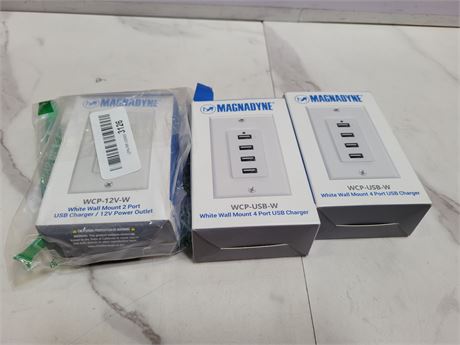 MAGNADYNE
3126
WCP-12V-W
White Wall Mount 2 Port
USB Charger / 12V Power Outlet
MAGNADYNE
WCP-USB-W
White Wall Mount 4 Port USB Charger
MAGNADYNE
WCP-USB-W
White Wall Mount 4 Port USB Charger